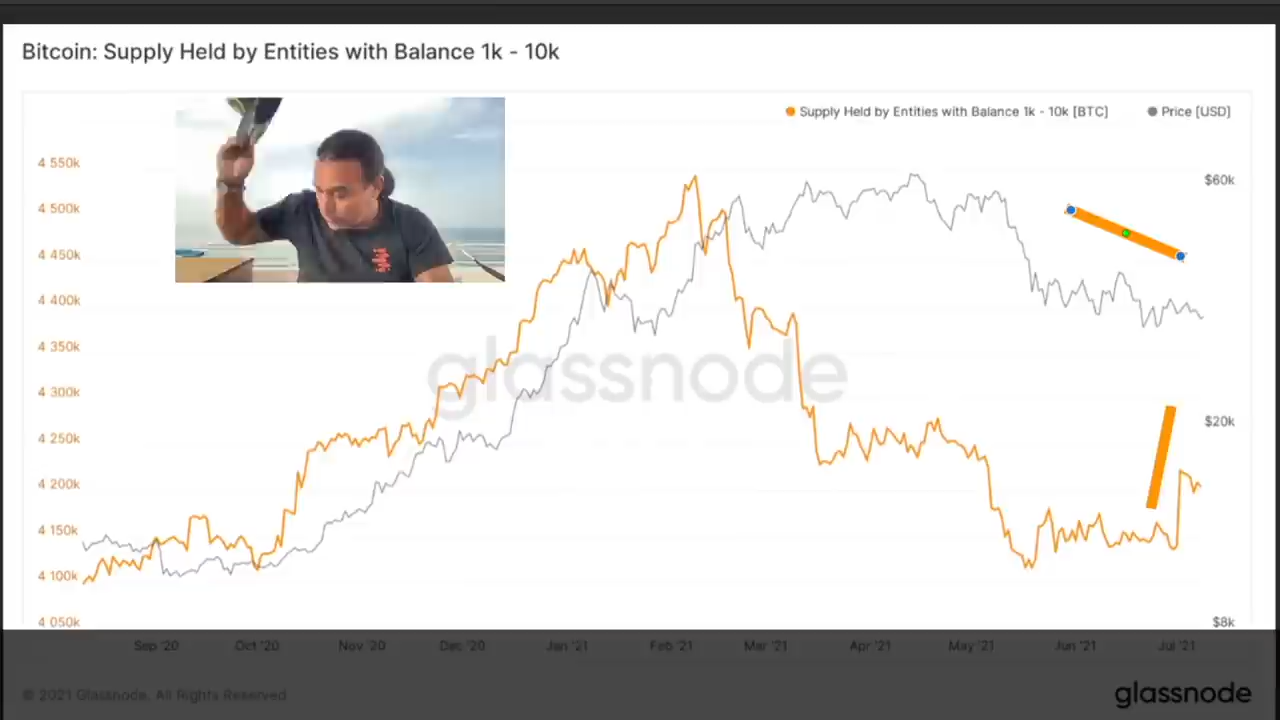 Bitcoin: Supply Held by Entities with Balance 1k - 10k
Supply Held by Entities with Balance 1k - 10k [BTC]
Price [USD]
4 550k
4 500k
4 450k
4 400k
4 350k
4 300k
4 250k
4 200k
4 150k
4 100k
4 050k
$60k
$20k
$8k
glassnode
Sep '20
Oct '20
Nov '20
Dec '20
Jan '21
Feb '21
Mar '21
Apr '21
May '21
Jun '21
Jul '21
© 2021 Glassnode. All Rights Reserved
glassnode